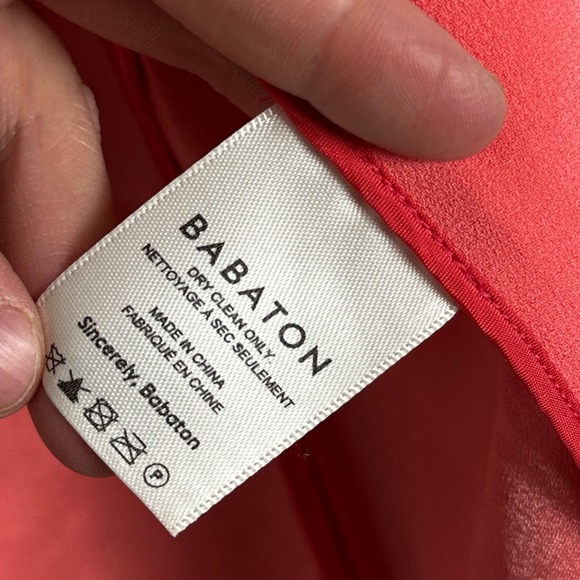 BABATON
DRY CLEAN ONLY
NETTOYAGE A SEC SEULEMENT
MADE IN CHINA
FABRIQUÉ EN CHINE
Sincerely, Babaton
P